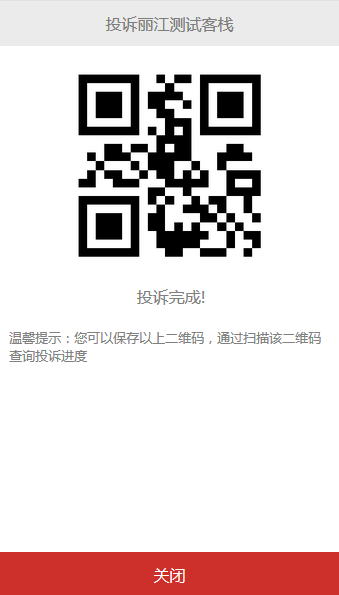 投诉丽江测试客栈
投诉完成!
温馨提示：您可以保存以上二维码，通过扫描该二维码
查询投诉进度
关闭